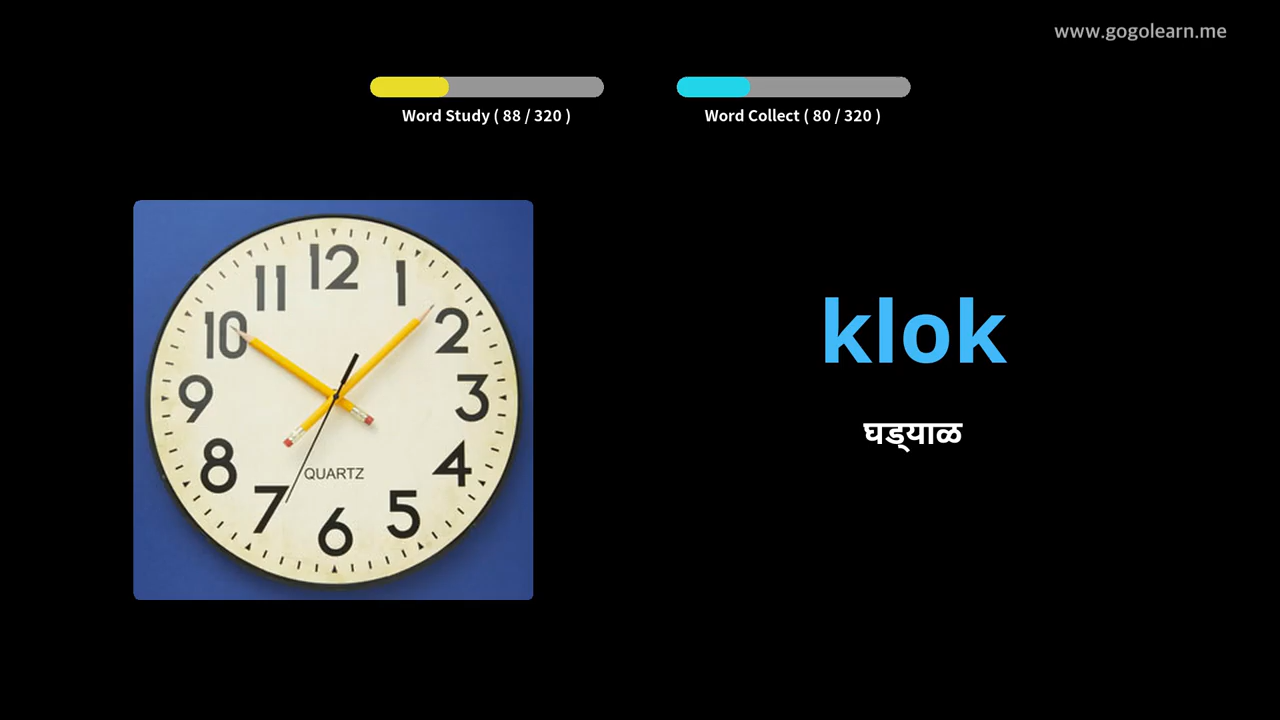 www.gogolearn.me
Word Study ( 88 / 320 )
Word Collect ( 80 / 320 )
12
11
1
10
2
9
3
8
4
QUARTZ
7
5
6
klok
घड्याळ